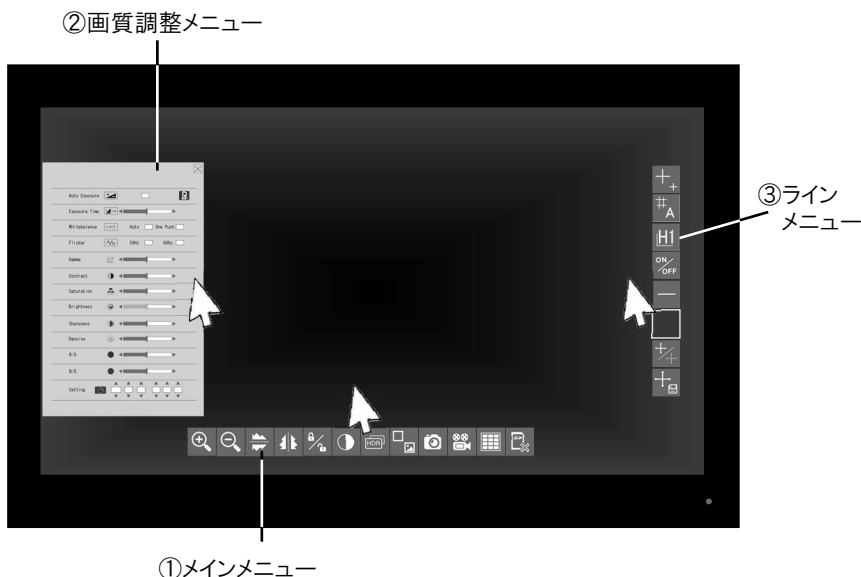 ②画質調整メニュー
Auto Exposure
Exposure Time
Whitebalance Auto One Push
Flicker 50Hz 60Hz
Gamma
Contrast
Saturation
Brightness
Sharpness
Denoise
R/G
B/G
Setting
A
H1
ON/OFF
③ライン
メニュー
HDR
①メインメニュー